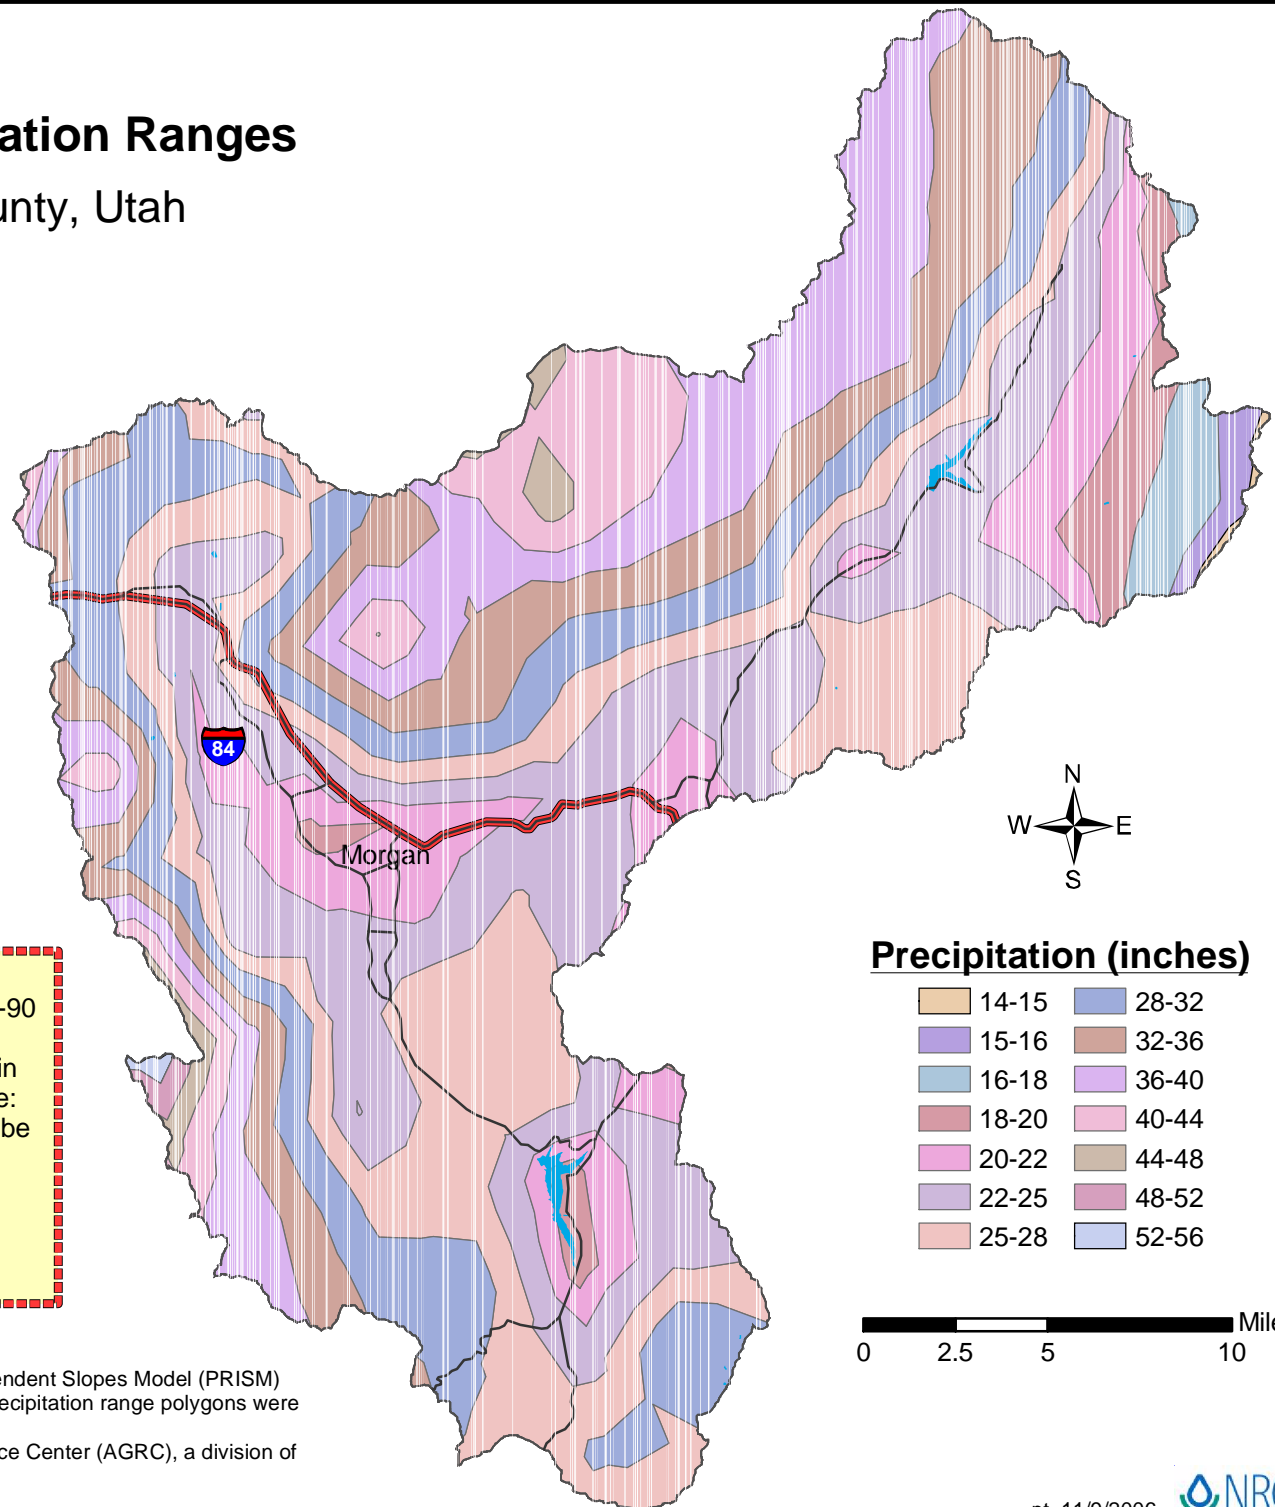 ation Ranges
unty, Utah
84
Morgan
N
W E
S
-90
in
e:
be
Precipitation (inches)
14-15 28-32
15-16 32-36
16-18 36-40
18-20 40-44
20-22 44-48
22-25 48-52
25-28 52-56
Mile
0 2.5 5 10
endent Slopes Model (PRISM)
ecipitation range polygons were
ce Center (AGRC), a division of
NRC